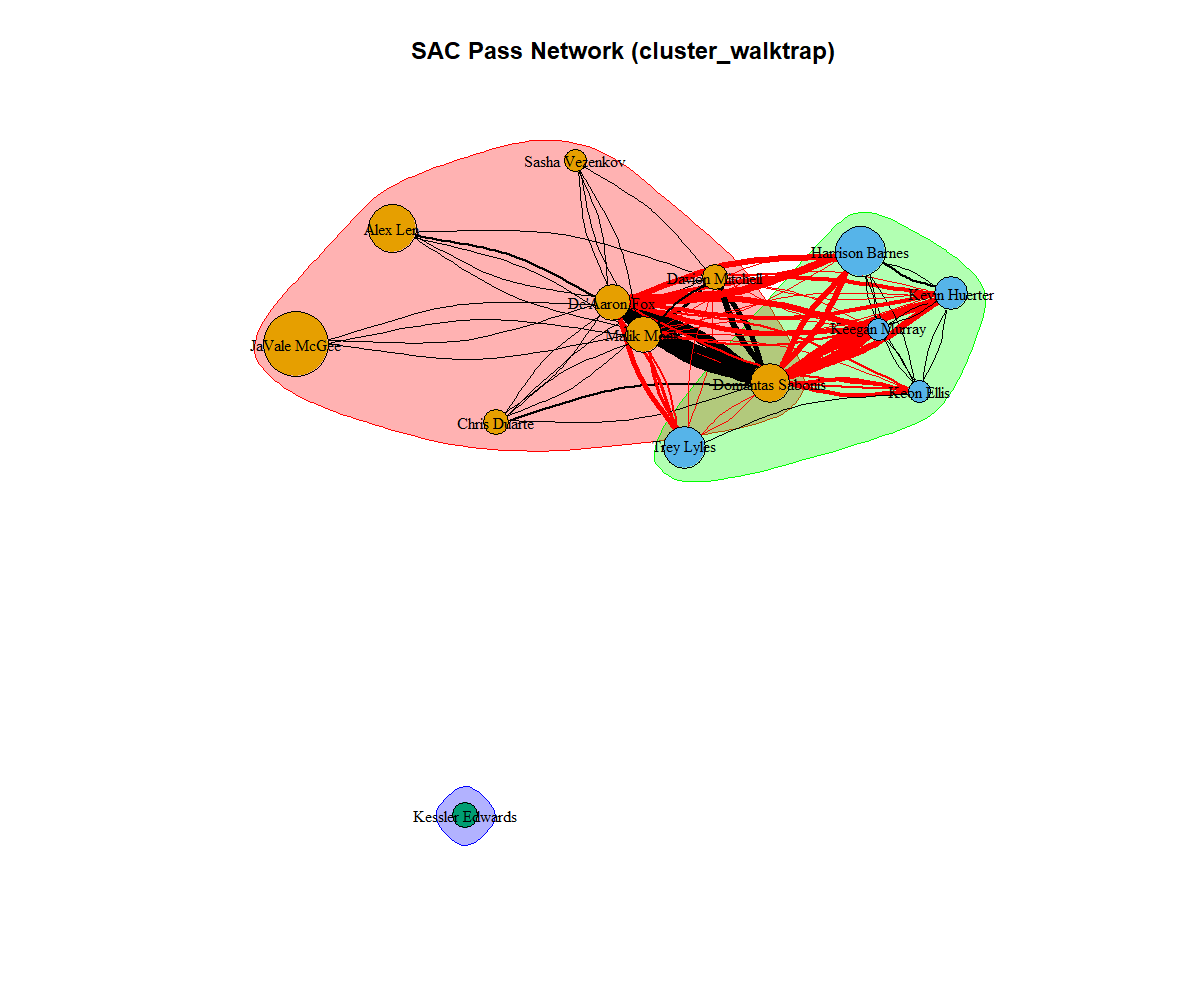 SAC Pass Network (cluster_walktrap)
Sasha Vezenkov
Alex Len
Harrison Barnes
Davion Mitchell
Kevin Huerter
De'Aaron Fox
Keegan Murray
Malik Monk
JaVale McGee
Domantas Sabonis
Keon Ellis
Chris Duarte
Trey Lyles
Kessler Edwards